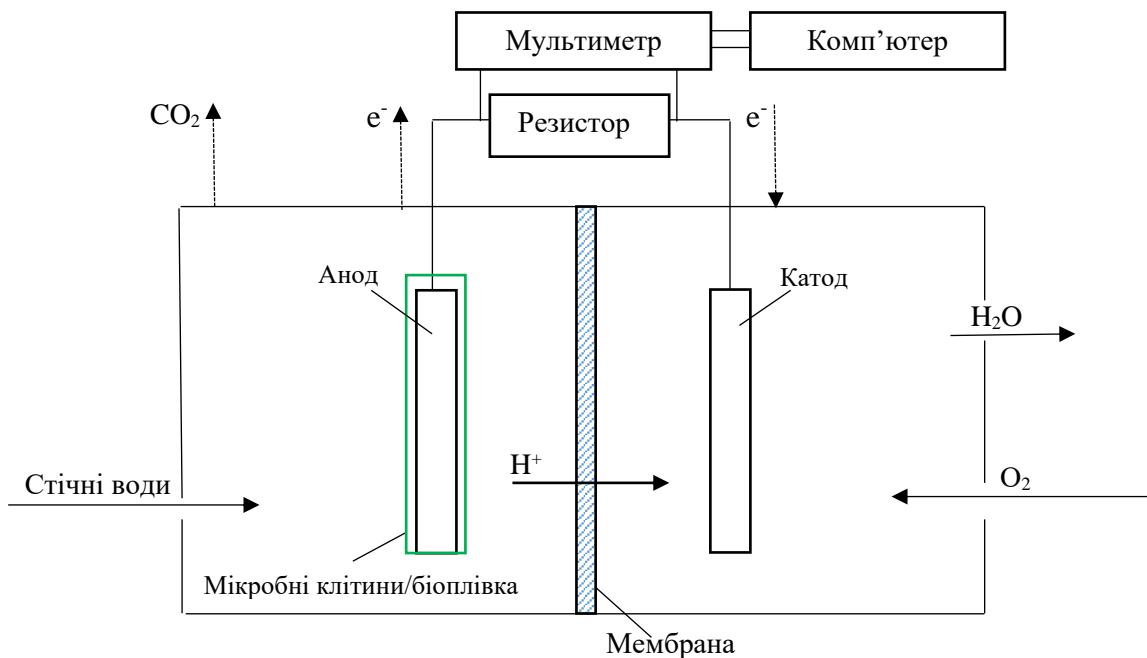 Мультиметр
Комп’ютер
CO₂
e⁻
Резистор
e⁻
Анод
Катод
H₂O
H⁺
Стічні води
O₂
Мікробні клітини/біоплівка
Мембрана